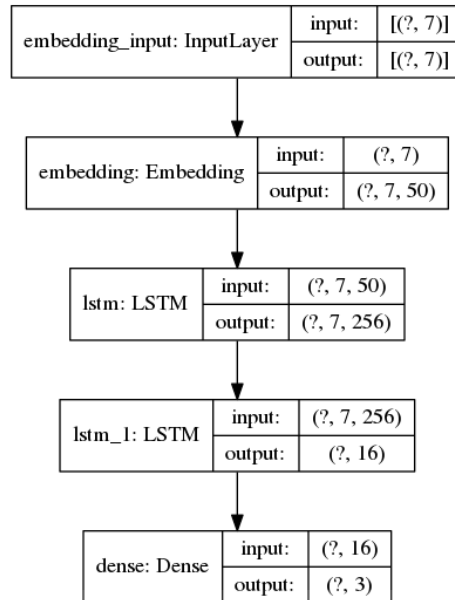 embedding_input: InputLayer
input: [(?, 7)]
output: [(?, 7)]
embedding: Embedding
input: (?, 7)
output: (?, 7, 50)
lstm: LSTM
input: (?, 7, 50)
output: (?, 7, 256)
lstm_1: LSTM
input: (?, 7, 256)
output: (?, 16)
dense: Dense
input: (?, 16)
output: (?, 3)